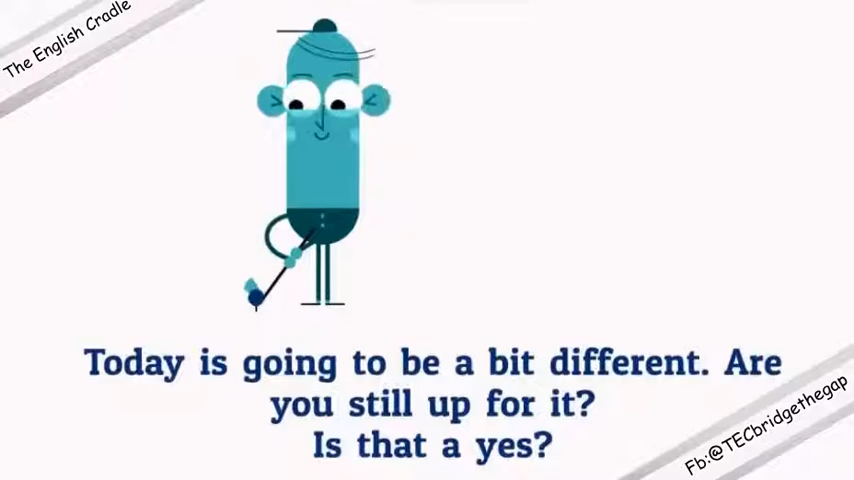 The English Cradle
Today is going to be a bit different. Are
you still up for it?
Is that a yes?
Fb:@TECbridgethegap